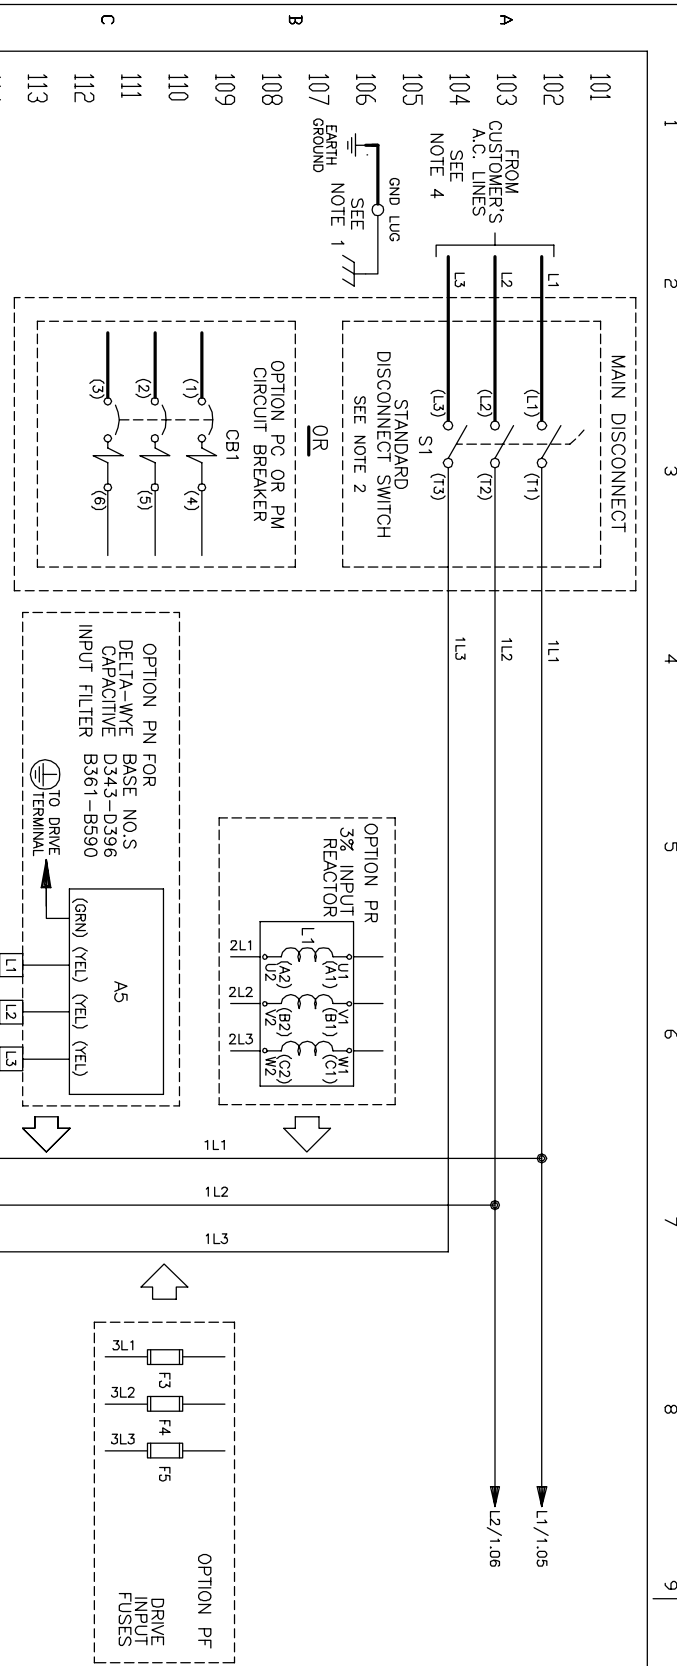 C
B
A
1
2
3
4
5
6
7
8
9
101
102
103
104
105
106
107
108
109
110
111
112
113
FROM
CUSTOMER'S
A.C. LINES
SEE
NOTE 4
GND LUG
EARTH
GROUND
SEE
NOTE 1
L1
L2
L3
MAIN DISCONNECT
(L1)
(T1)
(L2)
(T2)
(L3)
(T3)
S1
STANDARD
DISCONNECT SWITCH
SEE NOTE 2
OR
OPTION PC OR PM
CIRCUIT BREAKER
CB1
(1)
(4)
(2)
(5)
(3)
(6)
1L1
1L2
1L3
OPTION PN FOR
DELTA-WYE BASE NO.S
CAPACITIVE D343-D396
INPUT FILTER B361-B590
TO DRIVE
TERMINAL
A5
(GRN) (YEL) (YEL) (YEL)
L1
L2
L3
OPTION PR
3% INPUT
REACTOR
L1
U1
V1
W1
(A1)
(B1)
(C1)
(A2)
(B2)
(C2)
U2
V2
W2
2L1
2L2
2L3
1L1
1L2
1L3
L1/1.05
L2/1.06
OPTION PF
DRIVE
INPUT
FUSES
F3
F4
F5
3L1
3L2
3L3